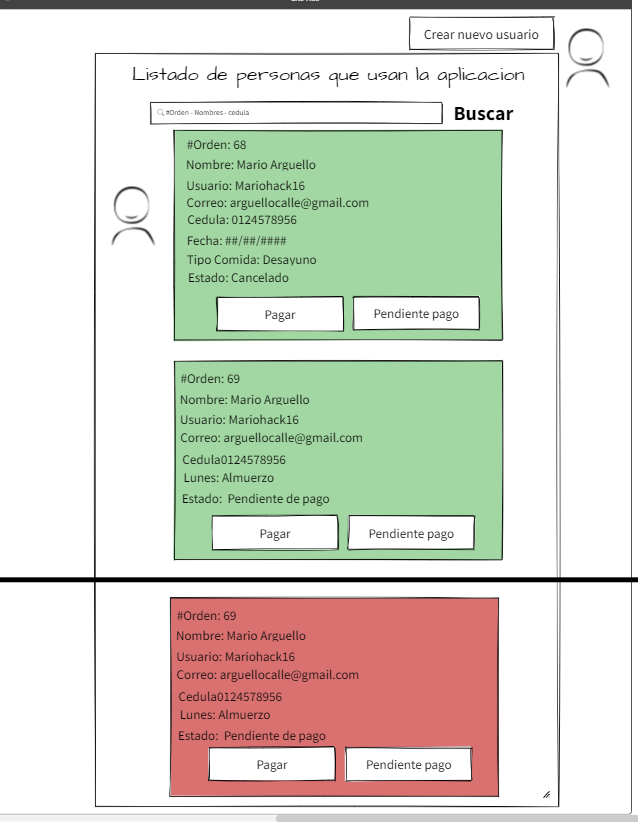 Crear nuevo usuario
Listado de personas que usan la aplicacion
#Orden - Nombres - cedula
Buscar
#Orden: 68
Nombre: Mario Arguello
Usuario: Mariohack16
Correo: arguellocalle@gmail.com
Cedula: 0124578956
Fecha: ##/##/####
Tipo Comida: Desayuno
Estado: Cancelado
Pagar
Pendiente pago
#Orden: 69
Nombre: Mario Arguello
Usuario: Mariohack16
Correo: arguellocalle@gmail.com
Cedula0124578956
Lunes: Almuerzo
Estado: Pendiente de pago
Pagar
Pendiente pago
#Orden: 69
Nombre: Mario Arguello
Usuario: Mariohack16
Correo: arguellocalle@gmail.com
Cedula0124578956
Lunes: Almuerzo
Estado: Pendiente de pago
Pagar
Pendiente pago